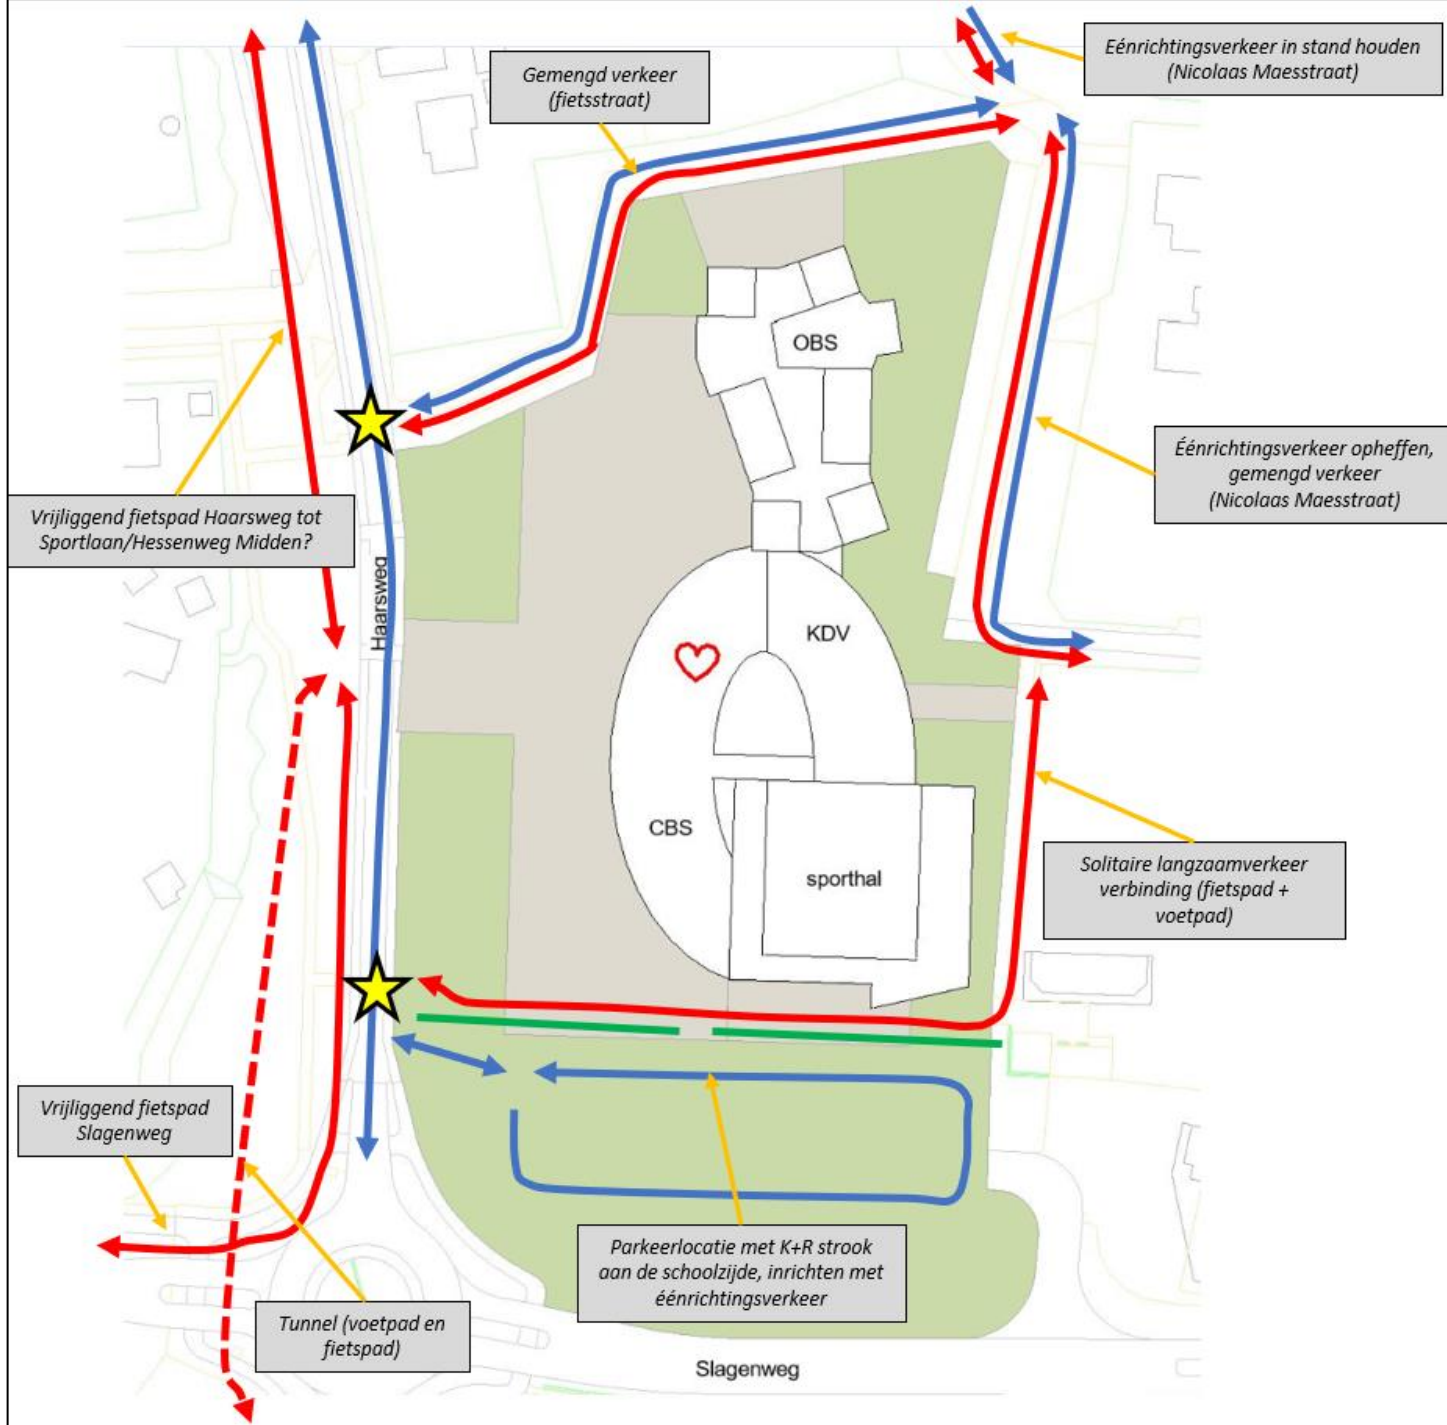 Eénrichtingsverkeer in stand houden
(Nicolaas Maesstraat)
Gemengd verkeer
(fietsstraat)
OBS
Éénrichtingsverkeer opheffen,
gemengd verkeer
(Nicolaas Maesstraat)
Vrijliggend fietspad Haarsweg tot
Sportlaan/Hessenweg Midden?
Haarsweg
KDV
CBS
sporthal
Solitaire langzaamverkeer
verbinding (fietspad +
voetpad)
Vrijliggend fietspad
Slagenweg
Parkeerlocatie met K+R strook
aan de schoolzijde, inrichten met
éénrichtingsverkeer
Tunnel (voetpad en
fietspad)
Slagenweg